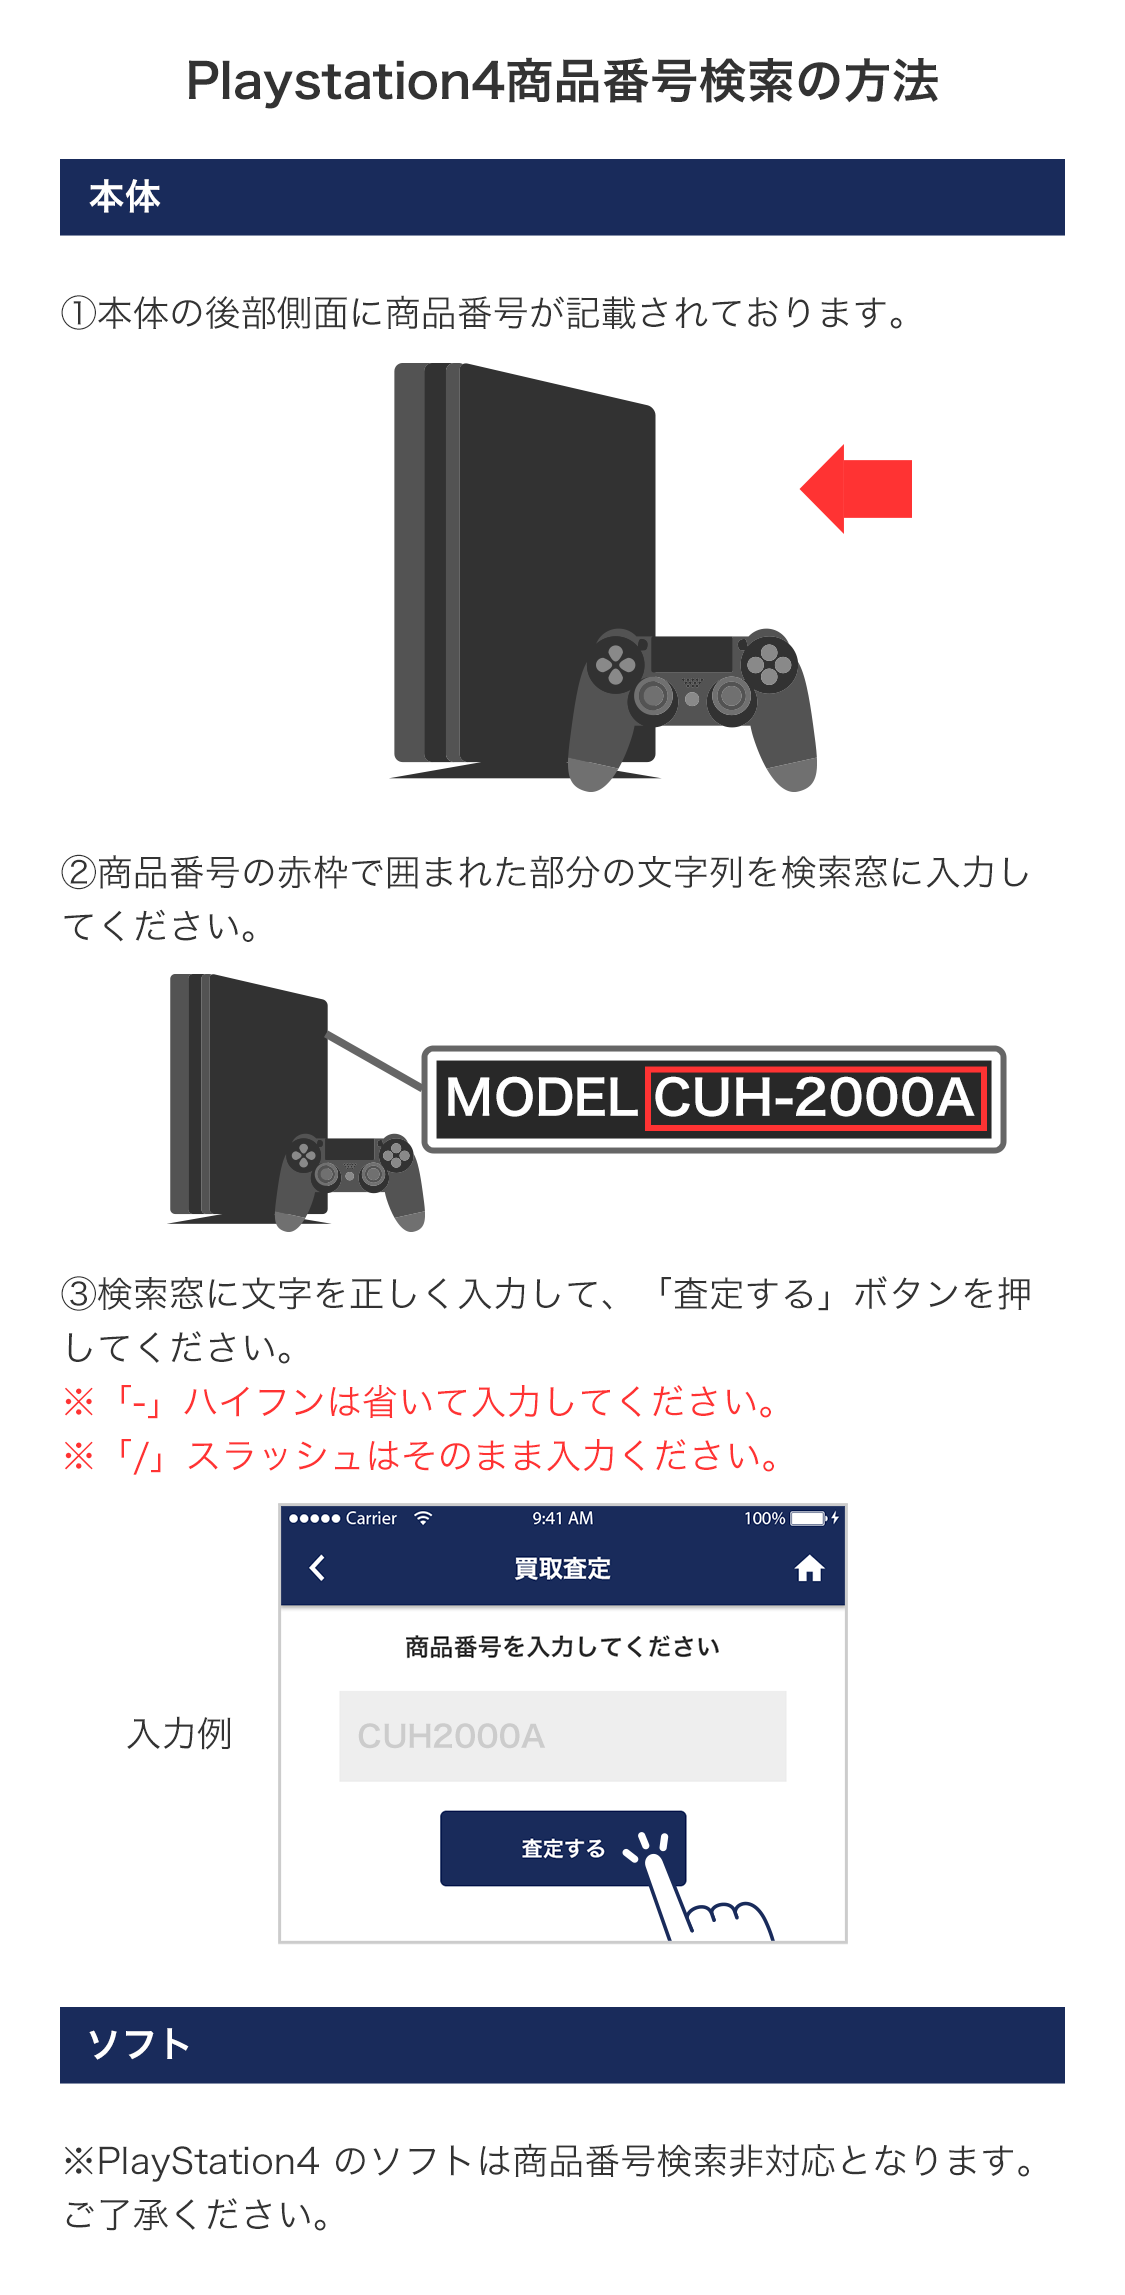 Playstation4商品番号検索の方法
本体
①本体の後部側面に商品番号が記載されております。
②商品番号の赤枠で囲まれた部分の文字列を検索窓に入力し
てください。
MODEL CUH-2000A
③検索窓に文字を正しく入力して、「査定する」ボタンを押
してください。
※「-」ハイフンは省いて入力してください。
※「/」スラッシュはそのまま入力ください。
Carrier 9:41 AM 100%
買取査定
商品番号を入力してください
入力例
CUH2000A
査定する
ソフト
※PlayStation4 のソフトは商品番号検索非対応となります。
ご了承ください。